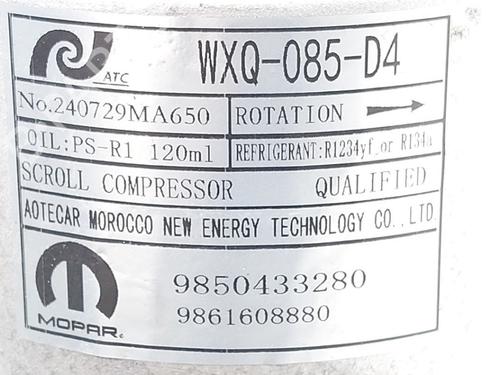 ATC
WXQ-085-D4
No.240729MA650
ROTATION
OIL:PS-R1 120ml
REFRIGERANT:R1234yf, or R134a
SCROLL COMPRESSOR QUALIFIED
AOTECAR MOROCCO NEW ENERGY TECHNOLOGY CO., LTD.
MOPAR
9850433280
9861608880